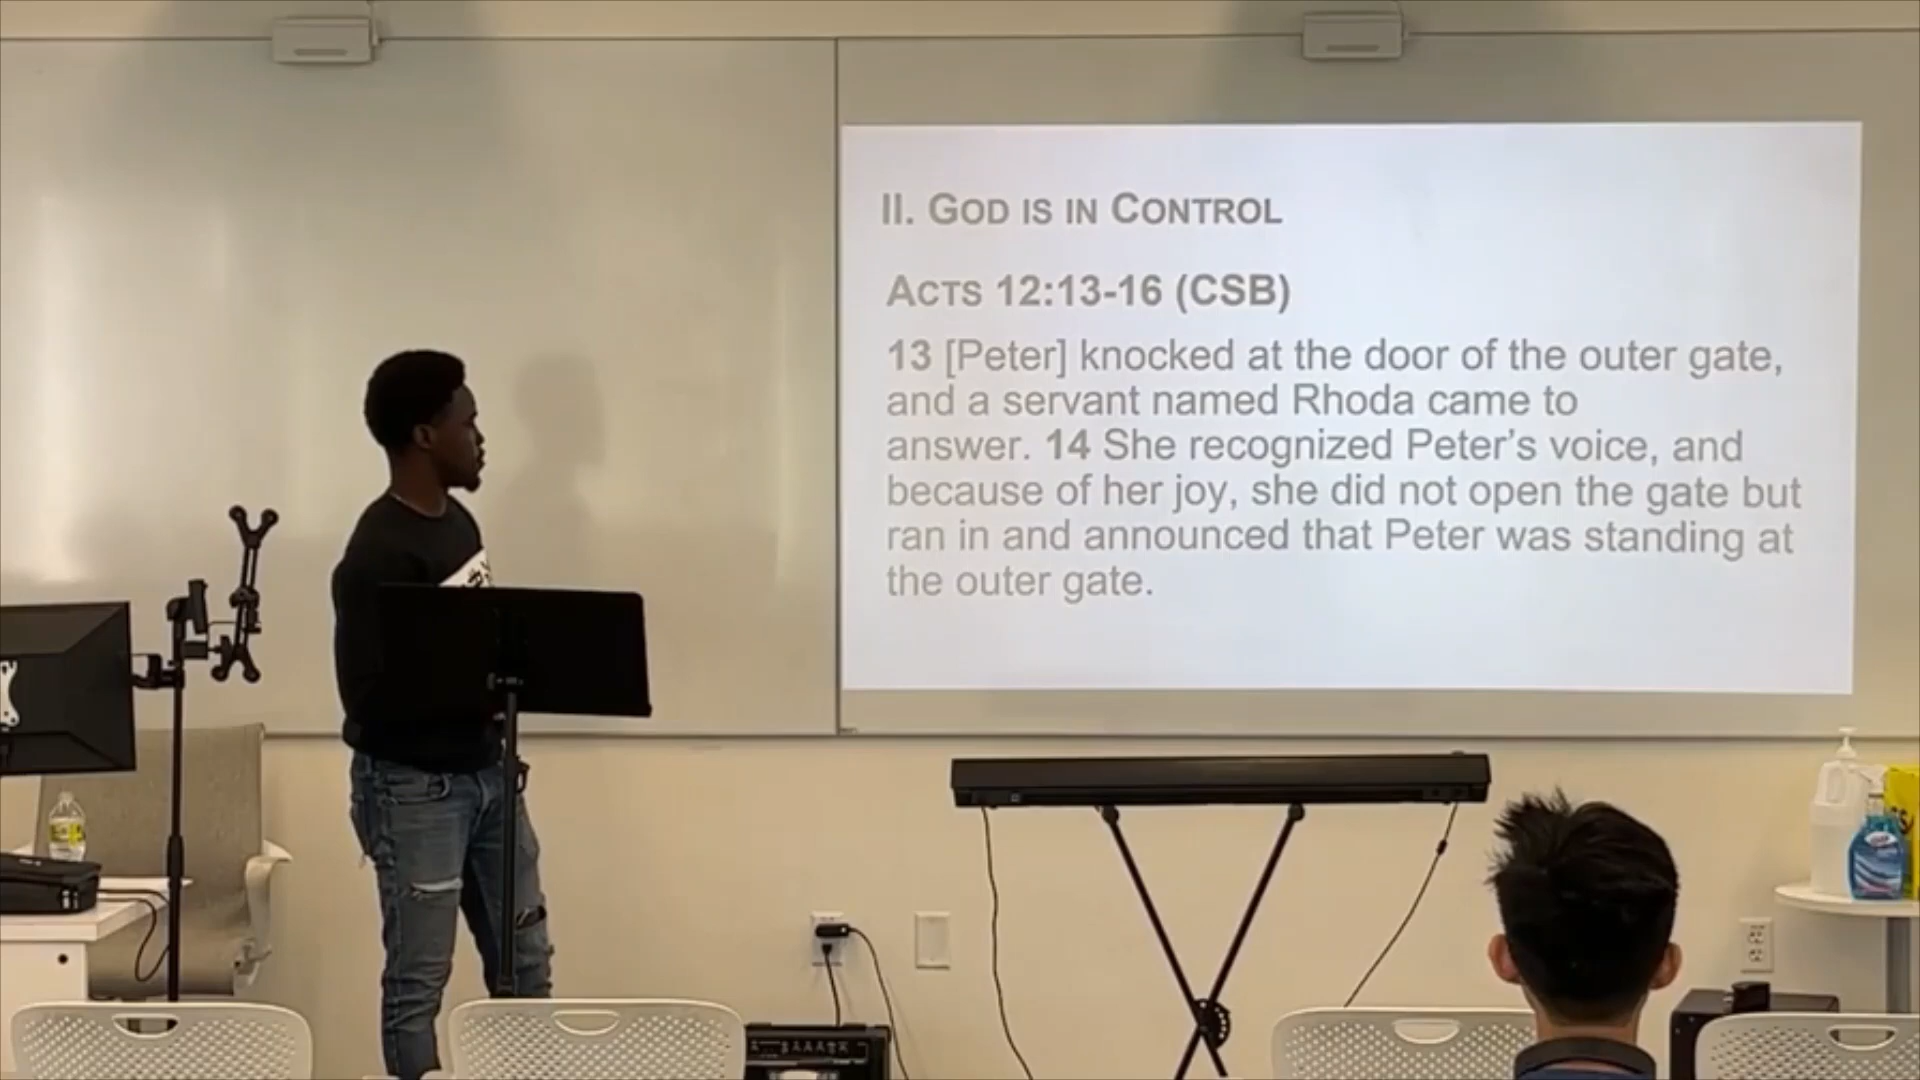 II. GOD IS IN CONTROL
ACTS 12:13-16 (CSB)
13 [Peter] knocked at the door of the outer gate,
and a servant named Rhoda came to
answer. 14 She recognized Peter’s voice, and
because of her joy, she did not open the gate but
ran in and announced that Peter was standing at
the outer gate.